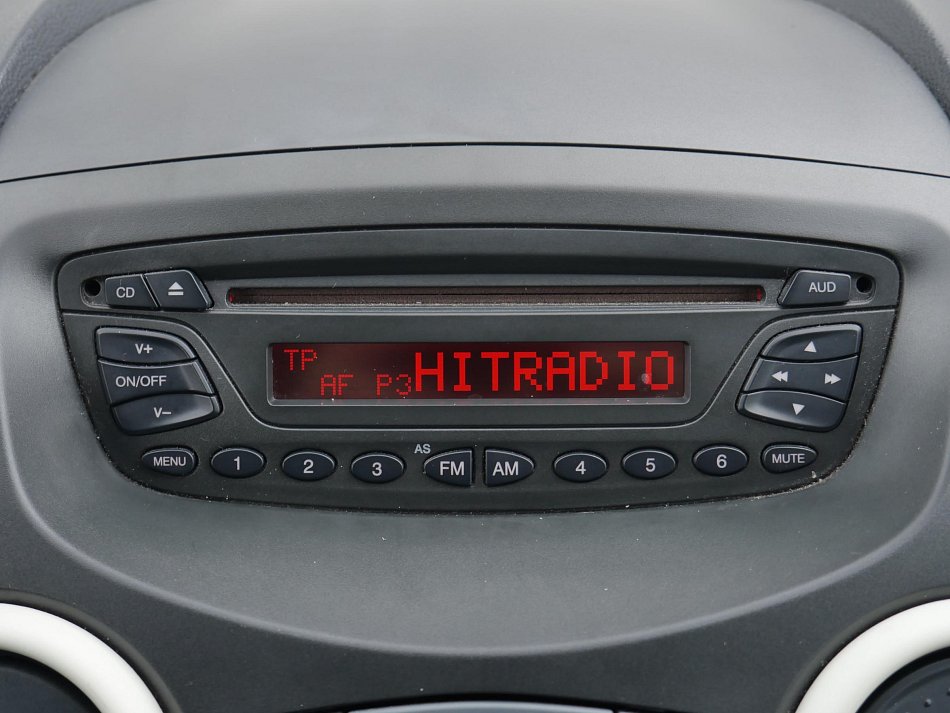 CD
AUD
V+
ON/OFF
V–
TP
AF P3 HITRADIO
MENU 1 2 3 AS FM AM 4 5 6 MUTE